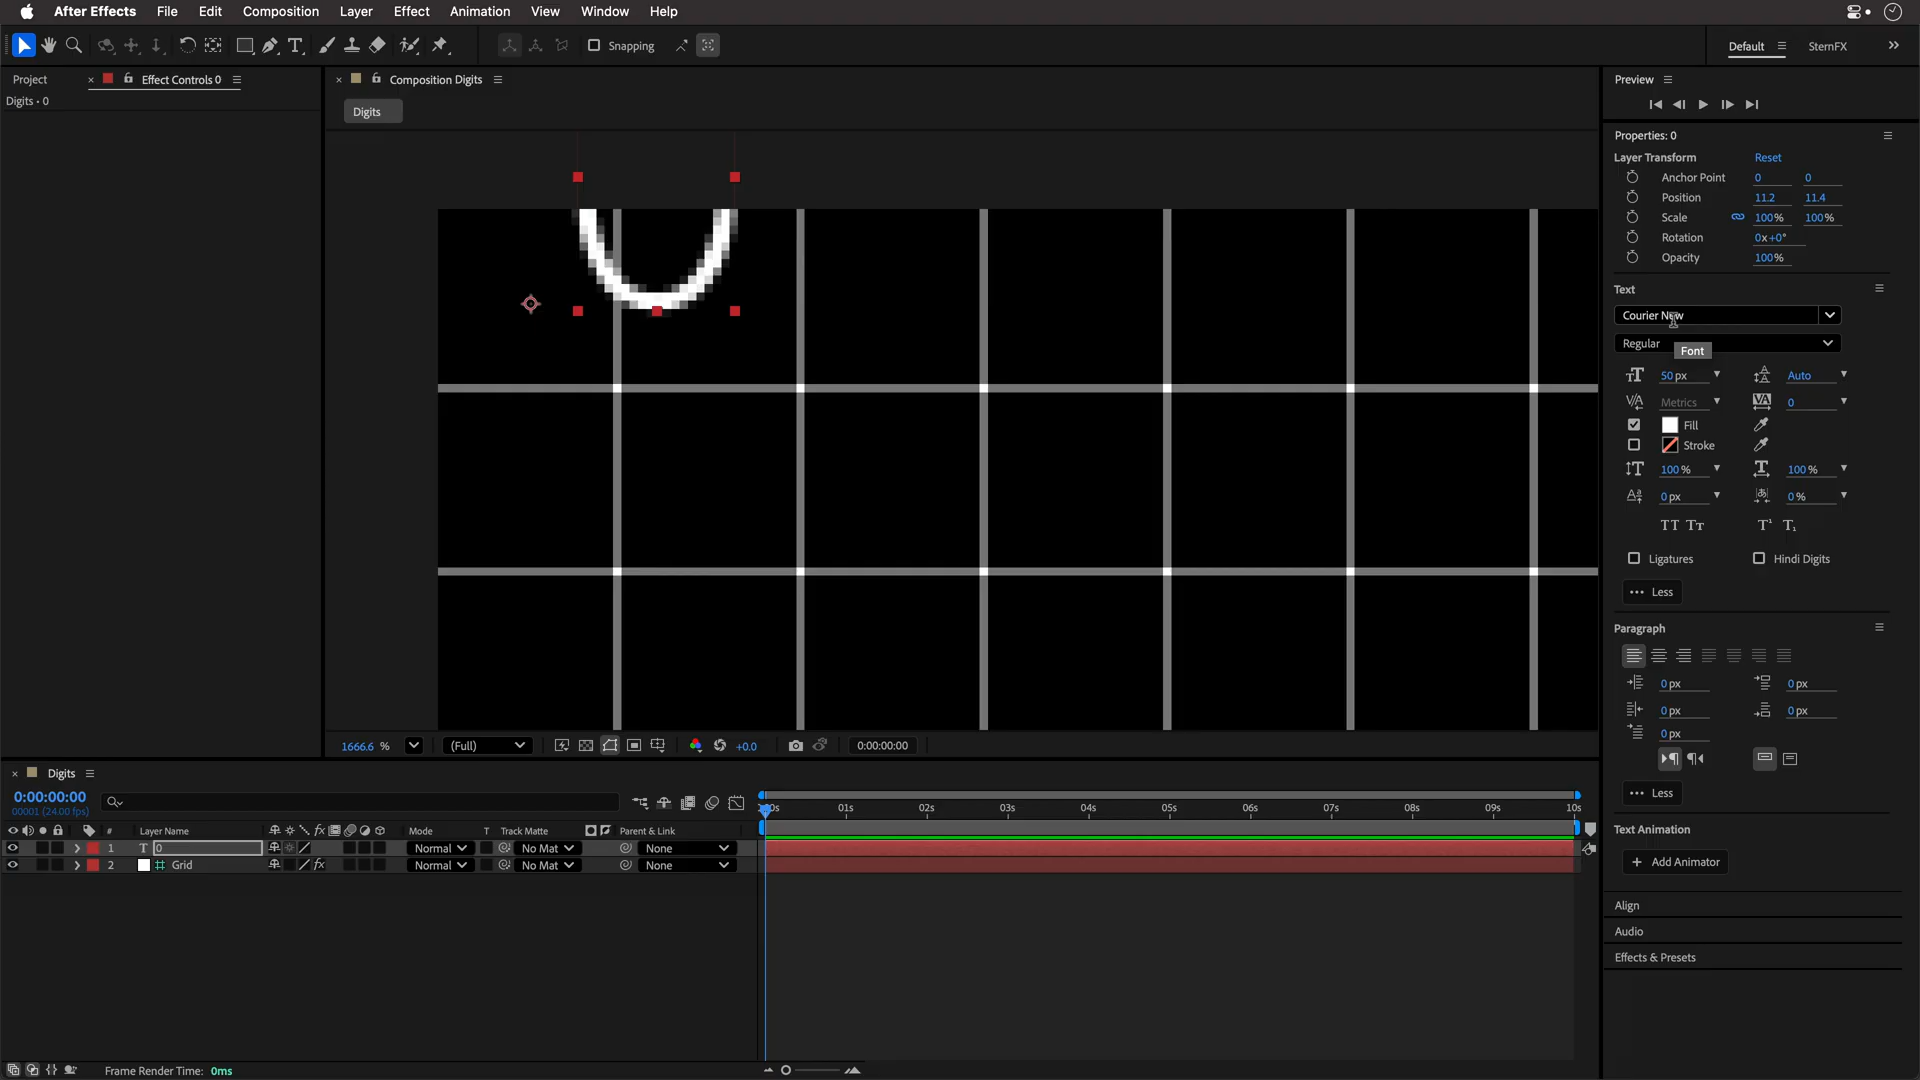 After Effects File Edit Composition Layer Effect Animation View Window Help
Snapping
Default
SternFX
Project
Effect Controls 0
Digits • 0
Composition Digits
Digits
Preview
Properties: 0
Layer Transform Reset
Anchor Point 0 0
Position 11.2 11.4
Scale 100% 100%
Rotation 0x+0°
Opacity 100%
Text
Courier New
Regular
Font
50 px Auto
Metrics 0
Fill
Stroke
100 % 100 %
0 px 0 %
Ligatures Hindi Digits
Less
Paragraph
0 px 0 px
0 px 0 px
0 px
Less
Text Animation
Add Animator
Align
Audio
Effects & Presets
1666.6 % (Full) +0.0 0:00:00:00
Digits
0:00:00:00
00001 (24.00 fps)
01s 02s 03s 04s 05s 06s 07s 08s 09s 10s
# Layer Name Mode T Track Matte Parent & Link
1 T 0 Normal No Mat None
2 Grid Normal No Mat None
Frame Render Time: 0ms